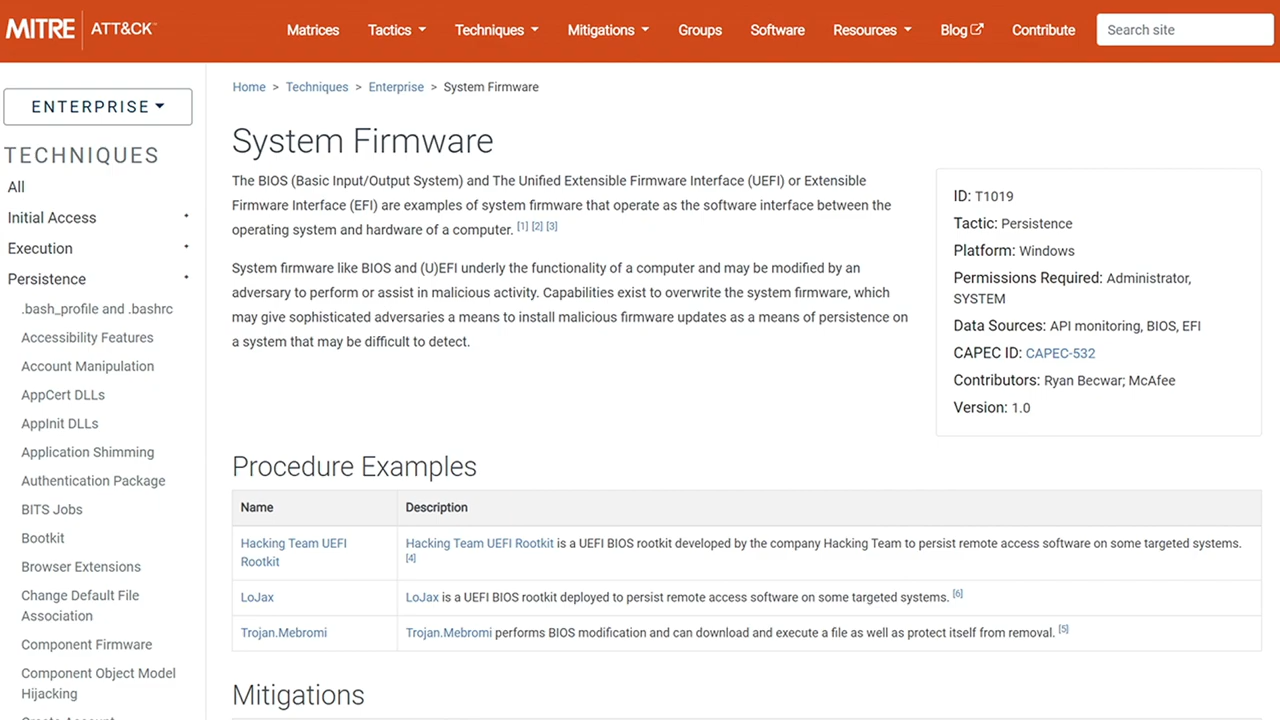 MITRE ATT&CK™
Matrices Tactics Techniques Mitigations Groups Software Resources Blog Contribute Search site
ENTERPRISE
TECHNIQUES
All
Initial Access
Execution
Persistence
.bash_profile and .bashrc
Accessibility Features
Account Manipulation
AppCert DLLs
AppInit DLLs
Application Shimming
Authentication Package
BITS Jobs
Bootkit
Browser Extensions
Change Default File
Association
Component Firmware
Component Object Model
Hijacking
Create Account
Home > Techniques > Enterprise > System Firmware
System Firmware
The BIOS (Basic Input/Output System) and The Unified Extensible Firmware Interface (UEFI) or Extensible
Firmware Interface (EFI) are examples of system firmware that operate as the software interface between the
operating system and hardware of a computer. [1] [2] [3]
System firmware like BIOS and (U)EFI underly the functionality of a computer and may be modified by an
adversary to perform or assist in malicious activity. Capabilities exist to overwrite the system firmware, which
may give sophisticated adversaries a means to install malicious firmware updates as a means of persistence on
a system that may be difficult to detect.
ID: T1019
Tactic: Persistence
Platform: Windows
Permissions Required: Administrator,
SYSTEM
Data Sources: API monitoring, BIOS, EFI
CAPEC ID: CAPEC-532
Contributors: Ryan Becwar; McAfee
Version: 1.0
Procedure Examples
Name Description
Hacking Team UEFI
Rootkit
Hacking Team UEFI Rootkit is a UEFI BIOS rootkit developed by the company Hacking Team to persist remote access software on some targeted systems.
[4]
LoJax LoJax is a UEFI BIOS rootkit deployed to persist remote access software on some targeted systems. [6]
Trojan.Mebromi Trojan.Mebromi performs BIOS modification and can download and execute a file as well as protect itself from removal. [5]
Mitigations